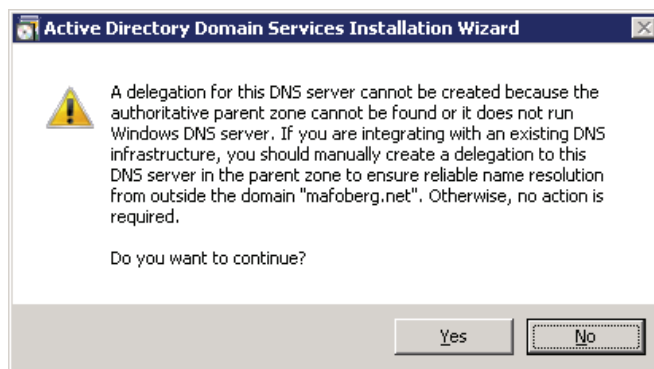 Active Directory Domain Services Installation Wizard
A delegation for this DNS server cannot be created because the
authoritative parent zone cannot be found or it does not run
Windows DNS server. If you are integrating with an existing DNS
infrastructure, you should manually create a delegation to this
DNS server in the parent zone to ensure reliable name resolution
from outside the domain "mafoberg.net". Otherwise, no action is
required.
Do you want to continue?
Yes No